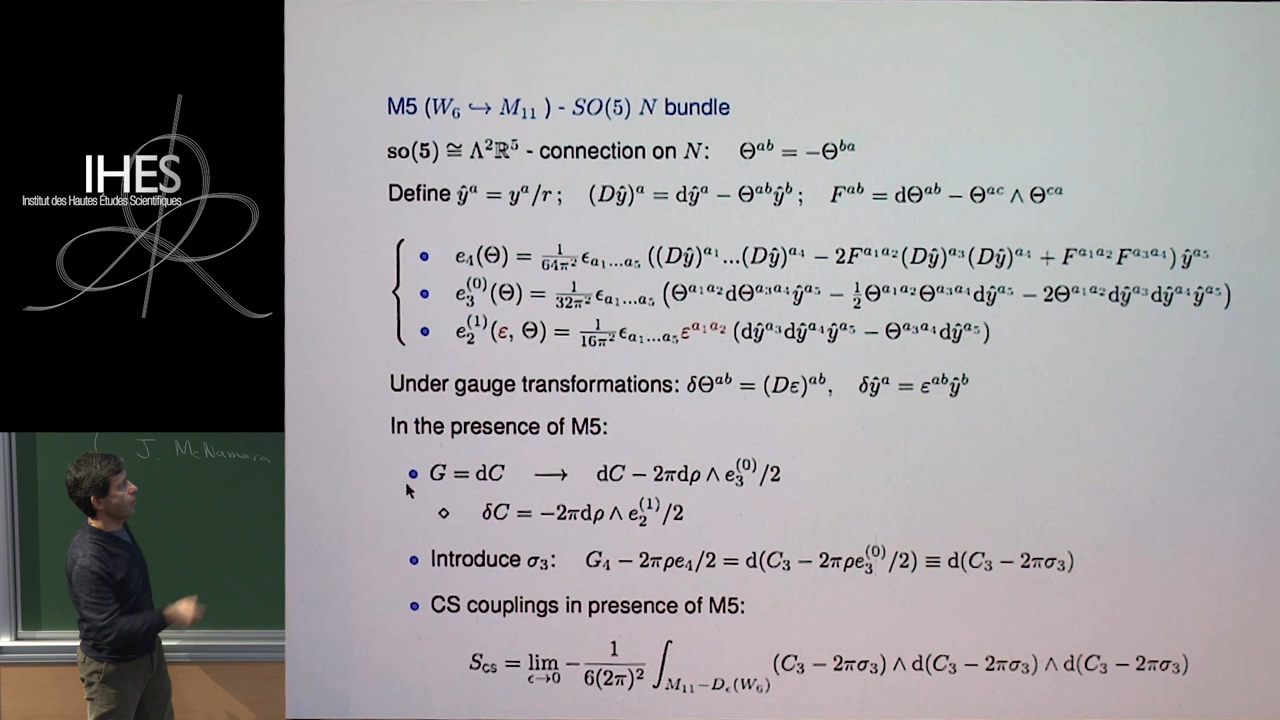 IHES
Institut des Hautes Études Scientifiques
J. McNamara
M5 (W₆ ↪ M₁₁ ) - SO(5) N bundle
so(5) ≅ Λ²ℝ⁵ - connection on N: Θᵃᵇ = −Θᵇᵃ
Define ŷᵃ = yᵃ/r ; (Dŷ)ᵃ = dŷᵃ − Θᵃᵇŷᵇ ; Fᵃᵇ = dΘᵃᵇ − Θᵃᶜ ∧ Θᶜᵃ
• e₄(Θ) = 1/(64π²) ϵ_{a₁...a₅} ((Dŷ)^{a₁}...(Dŷ)^{a₄} − 2F^{a₁a₂}(Dŷ)^{a₃}(Dŷ)^{a₄} + F^{a₁a₂}F^{a₃a₄}) ŷ^{a₅}
• e₃^{(0)}(Θ) = 1/(32π²) ϵ_{a₁...a₅} (Θ^{a₁a₂}dΘ^{a₃a₄}ŷ^{a₅} − ½Θ^{a₁a₂}Θ^{a₃a₄}dŷ^{a₅} − 2Θ^{a₁a₂}dŷ^{a₃}dŷ^{a₄}ŷ^{a₅})
• e₂^{(1)}(ε, Θ) = 1/(16π²) ϵ_{a₁...a₅} ε^{a₁a₂} (dŷ^{a₃}dŷ^{a₄}ŷ^{a₅} − Θ^{a₃a₄}dŷ^{a₅})
Under gauge transformations: δΘᵃᵇ = (Dε)ᵃᵇ, δŷᵃ = εᵃᵇŷᵇ
In the presence of M5:
• G = dC ⟶ dC − 2πdρ ∧ e₃^{(0)}/2
⋄ δC = −2πdρ ∧ e₂^{(1)}/2
• Introduce σ₃: G₄ − 2πρe₄/2 = d(C₃ − 2πρe₃^{(0)}/2) ≡ d(C₃ − 2πσ₃)
• CS couplings in presence of M5:
S_{CS} = lim_{ϵ→0} − 1/(6(2π)²) ∫_{M₁₁−D_ϵ(W₆)} (C₃ − 2πσ₃) ∧ d(C₃ − 2πσ₃) ∧ d(C₃ − 2πσ₃)